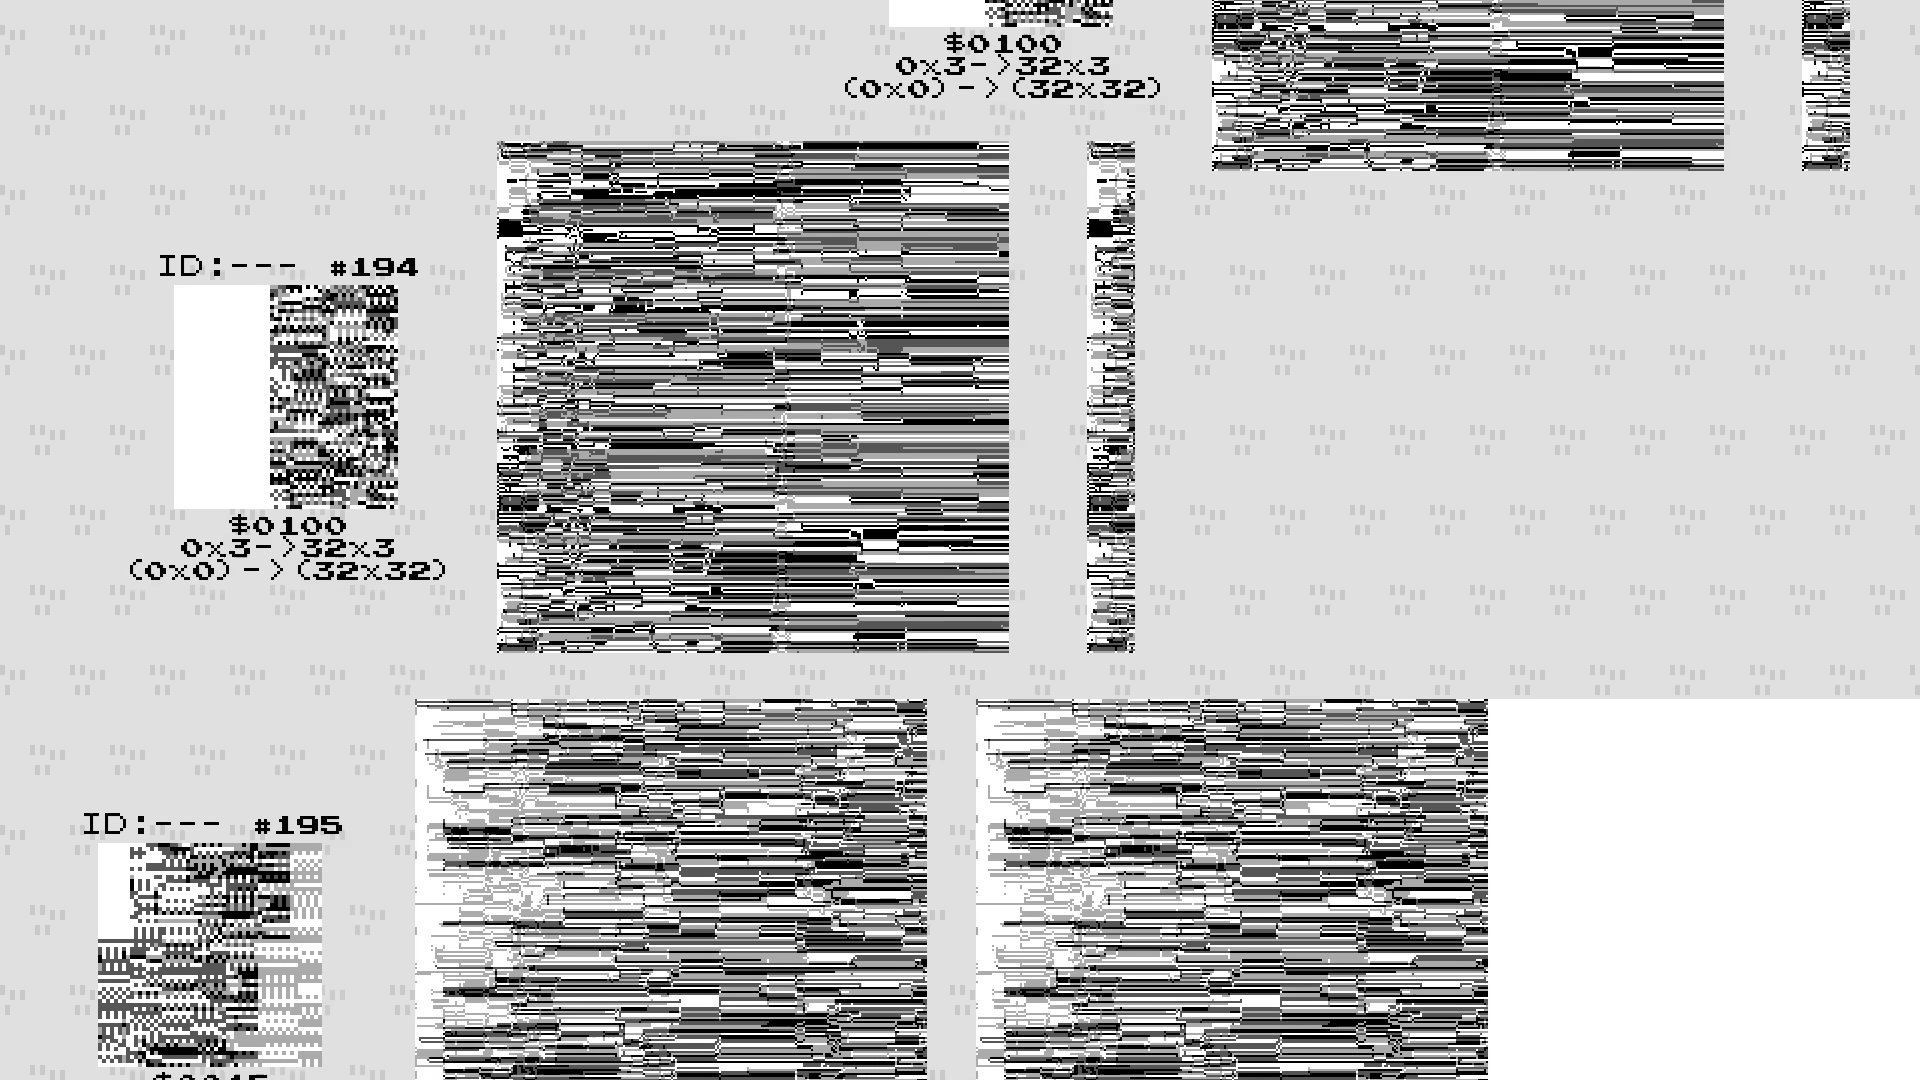 $0100
0x3->32x3
(0x0)->(32x32)
ID:--- #194
$0100
0x3->32x3
(0x0)->(32x32)
ID:--- #195